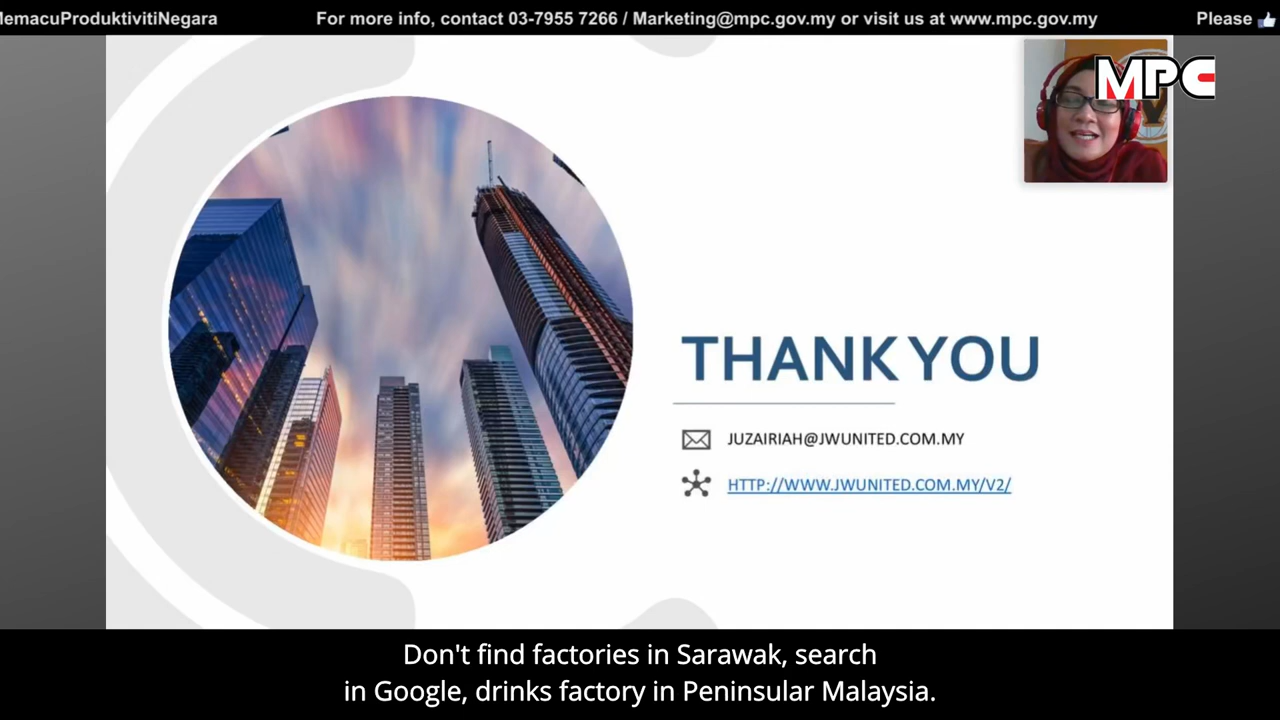 MemacuProduktivitiNegara For more info, contact 03-7955 7266 / Marketing@mpc.gov.my or visit us at www.mpc.gov.my Please
MPC
THANK YOU
JUZAIRIAH@JWUNITED.COM.MY
HTTP://WWW.JWUNITED.COM.MY/V2/
Don't find factories in Sarawak, search
in Google, drinks factory in Peninsular Malaysia.